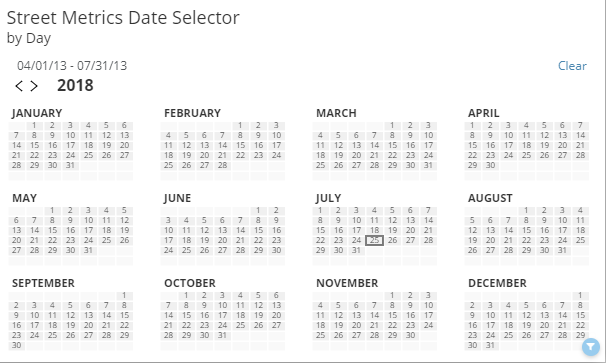 Street Metrics Date Selector
by Day
04/01/13 - 07/31/13 Clear
< > 2018
JANUARY
1 2 3 4 5 6
7 8 9 10 11 12 13
14 15 16 17 18 19 20
21 22 23 24 25 26 27
28 29 30 31
FEBRUARY
1 2 3
4 5 6 7 8 9 10
11 12 13 14 15 16 17
18 19 20 21 22 23 24
25 26 27 28
MARCH
1 2 3
4 5 6 7 8 9 10
11 12 13 14 15 16 17
18 19 20 21 22 23 24
25 26 27 28 29 30 31
APRIL
1 2 3 4 5 6 7
8 9 10 11 12 13 14
15 16 17 18 19 20 21
22 23 24 25 26 27 28
29 30
MAY
1 2 3 4 5
6 7 8 9 10 11 12
13 14 15 16 17 18 19
20 21 22 23 24 25 26
27 28 29 30 31
JUNE
1 2
3 4 5 6 7 8 9
10 11 12 13 14 15 16
17 18 19 20 21 22 23
24 25 26 27 28 29 30
JULY
1 2 3 4 5 6 7
8 9 10 11 12 13 14
15 16 17 18 19 20 21
22 23 24 25 26 27 28
29 30 31
AUGUST
1 2 3 4
5 6 7 8 9 10 11
12 13 14 15 16 17 18
19 20 21 22 23 24 25
26 27 28 29 30 31
SEPTEMBER
1
2 3 4 5 6 7 8
9 10 11 12 13 14 15
16 17 18 19 20 21 22
23 24 25 26 27 28 29
30
OCTOBER
1 2 3 4 5 6
7 8 9 10 11 12 13
14 15 16 17 18 19 20
21 22 23 24 25 26 27
28 29 30 31
NOVEMBER
1 2 3
4 5 6 7 8 9 10
11 12 13 14 15 16 17
18 19 20 21 22 23 24
25 26 27 28 29 30
DECEMBER
1
2 3 4 5 6 7 8
9 10 11 12 13 14 15
16 17 18 19 20 21 22
23 24 25 26 27 28
30 31